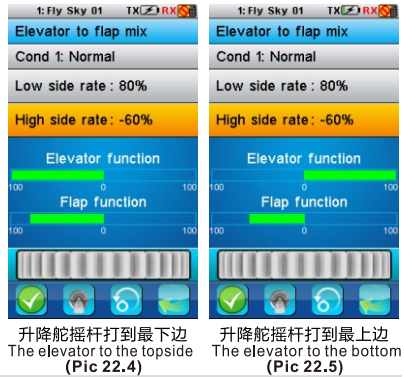 1: Fly Sky 01 TX RX
Elevator to flap mix
Cond 1: Normal
Low side rate : 80%
High side rate : -60%
Elevator function
100 0 100
Flap function
100 0 100
升降舵摇杆打到最下边
The elevator to the topside
(Pic 22.4)
1: Fly Sky 01 TX RX
Elevator to flap mix
Cond 1: Normal
Low side rate : 80%
High side rate : -60%
Elevator function
100 0 100
Flap function
100 0 100
升降舵摇杆打到最上边
The elevator to the bottom
(Pic 22.5)